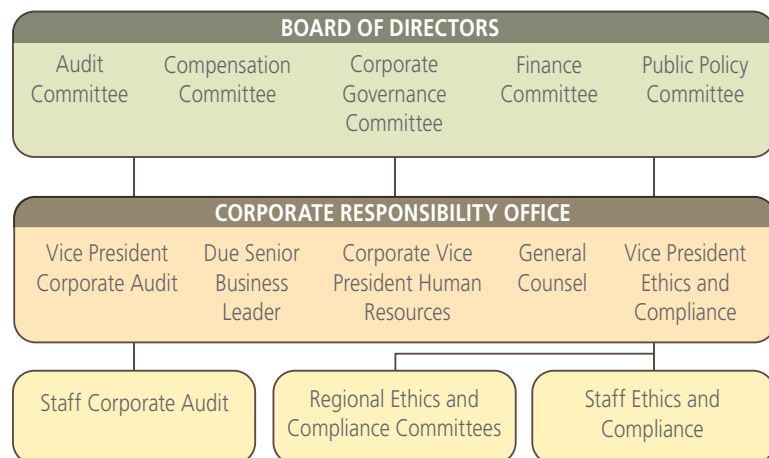 BOARD OF DIRECTORS
Audit
Committee
Compensation
Committee
Corporate
Governance
Committee
Finance
Committee
Public Policy
Committee
CORPORATE RESPONSIBILITY OFFICE
Vice President
Corporate Audit
Due Senior
Business
Leader
Corporate Vice
President Human
Resources
General
Counsel
Vice President
Ethics and
Compliance
Staff Corporate Audit
Regional Ethics and
Compliance Committees
Staff Ethics and
Compliance